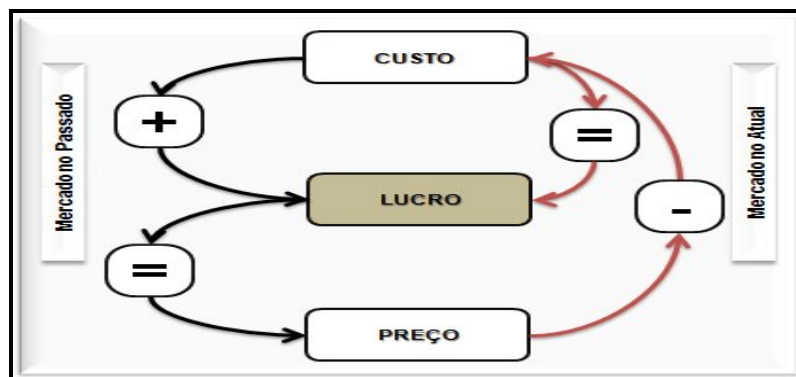 Mercado no Passado
CUSTO
+
=
LUCRO
-
=
PREÇO
Mercado no Atual